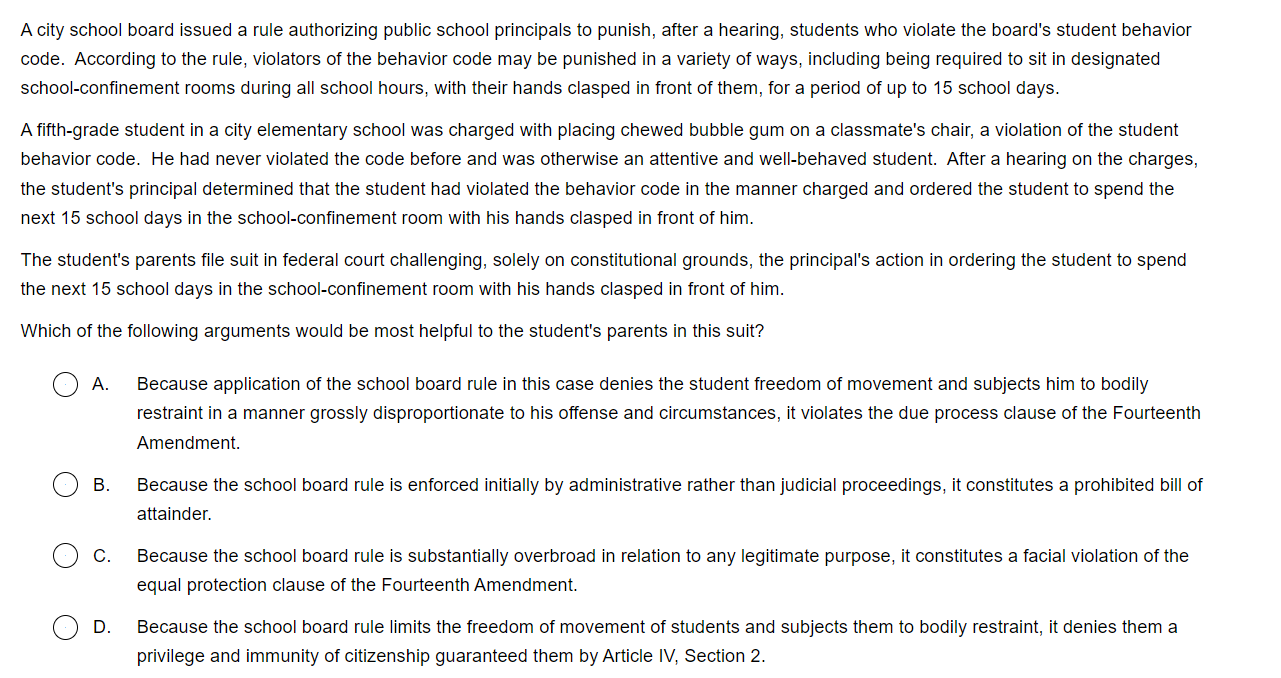 A city school board issued a rule authorizing public school principals to punish, after a hearing, students who violate the board's student behavior
code.  According to the rule, violators of the behavior code may be punished in a variety of ways, including being required to sit in designated
school-confinement rooms during all school hours, with their hands clasped in front of them, for a period of up to 15 school days.
A fifth-grade student in a city elementary school was charged with placing chewed bubble gum on a classmate's chair, a violation of the student
behavior code.  He had never violated the code before and was otherwise an attentive and well-behaved student.  After a hearing on the charges,
the student's principal determined that the student had violated the behavior code in the manner charged and ordered the student to spend the
next 15 school days in the school-confinement room with his hands clasped in front of him.
The student's parents file suit in federal court challenging, solely on constitutional grounds, the principal's action in ordering the student to spend
the next 15 school days in the school-confinement room with his hands clasped in front of him.
Which of the following arguments would be most helpful to the student's parents in this suit?
A. Because application of the school board rule in this case denies the student freedom of movement and subjects him to bodily
restraint in a manner grossly disproportionate to his offense and circumstances, it violates the due process clause of the Fourteenth
Amendment.
B. Because the school board rule is enforced initially by administrative rather than judicial proceedings, it constitutes a prohibited bill of
attainder.
C. Because the school board rule is substantially overbroad in relation to any legitimate purpose, it constitutes a facial violation of the
equal protection clause of the Fourteenth Amendment.
D. Because the school board rule limits the freedom of movement of students and subjects them to bodily restraint, it denies them a
privilege and immunity of citizenship guaranteed them by Article IV, Section 2.